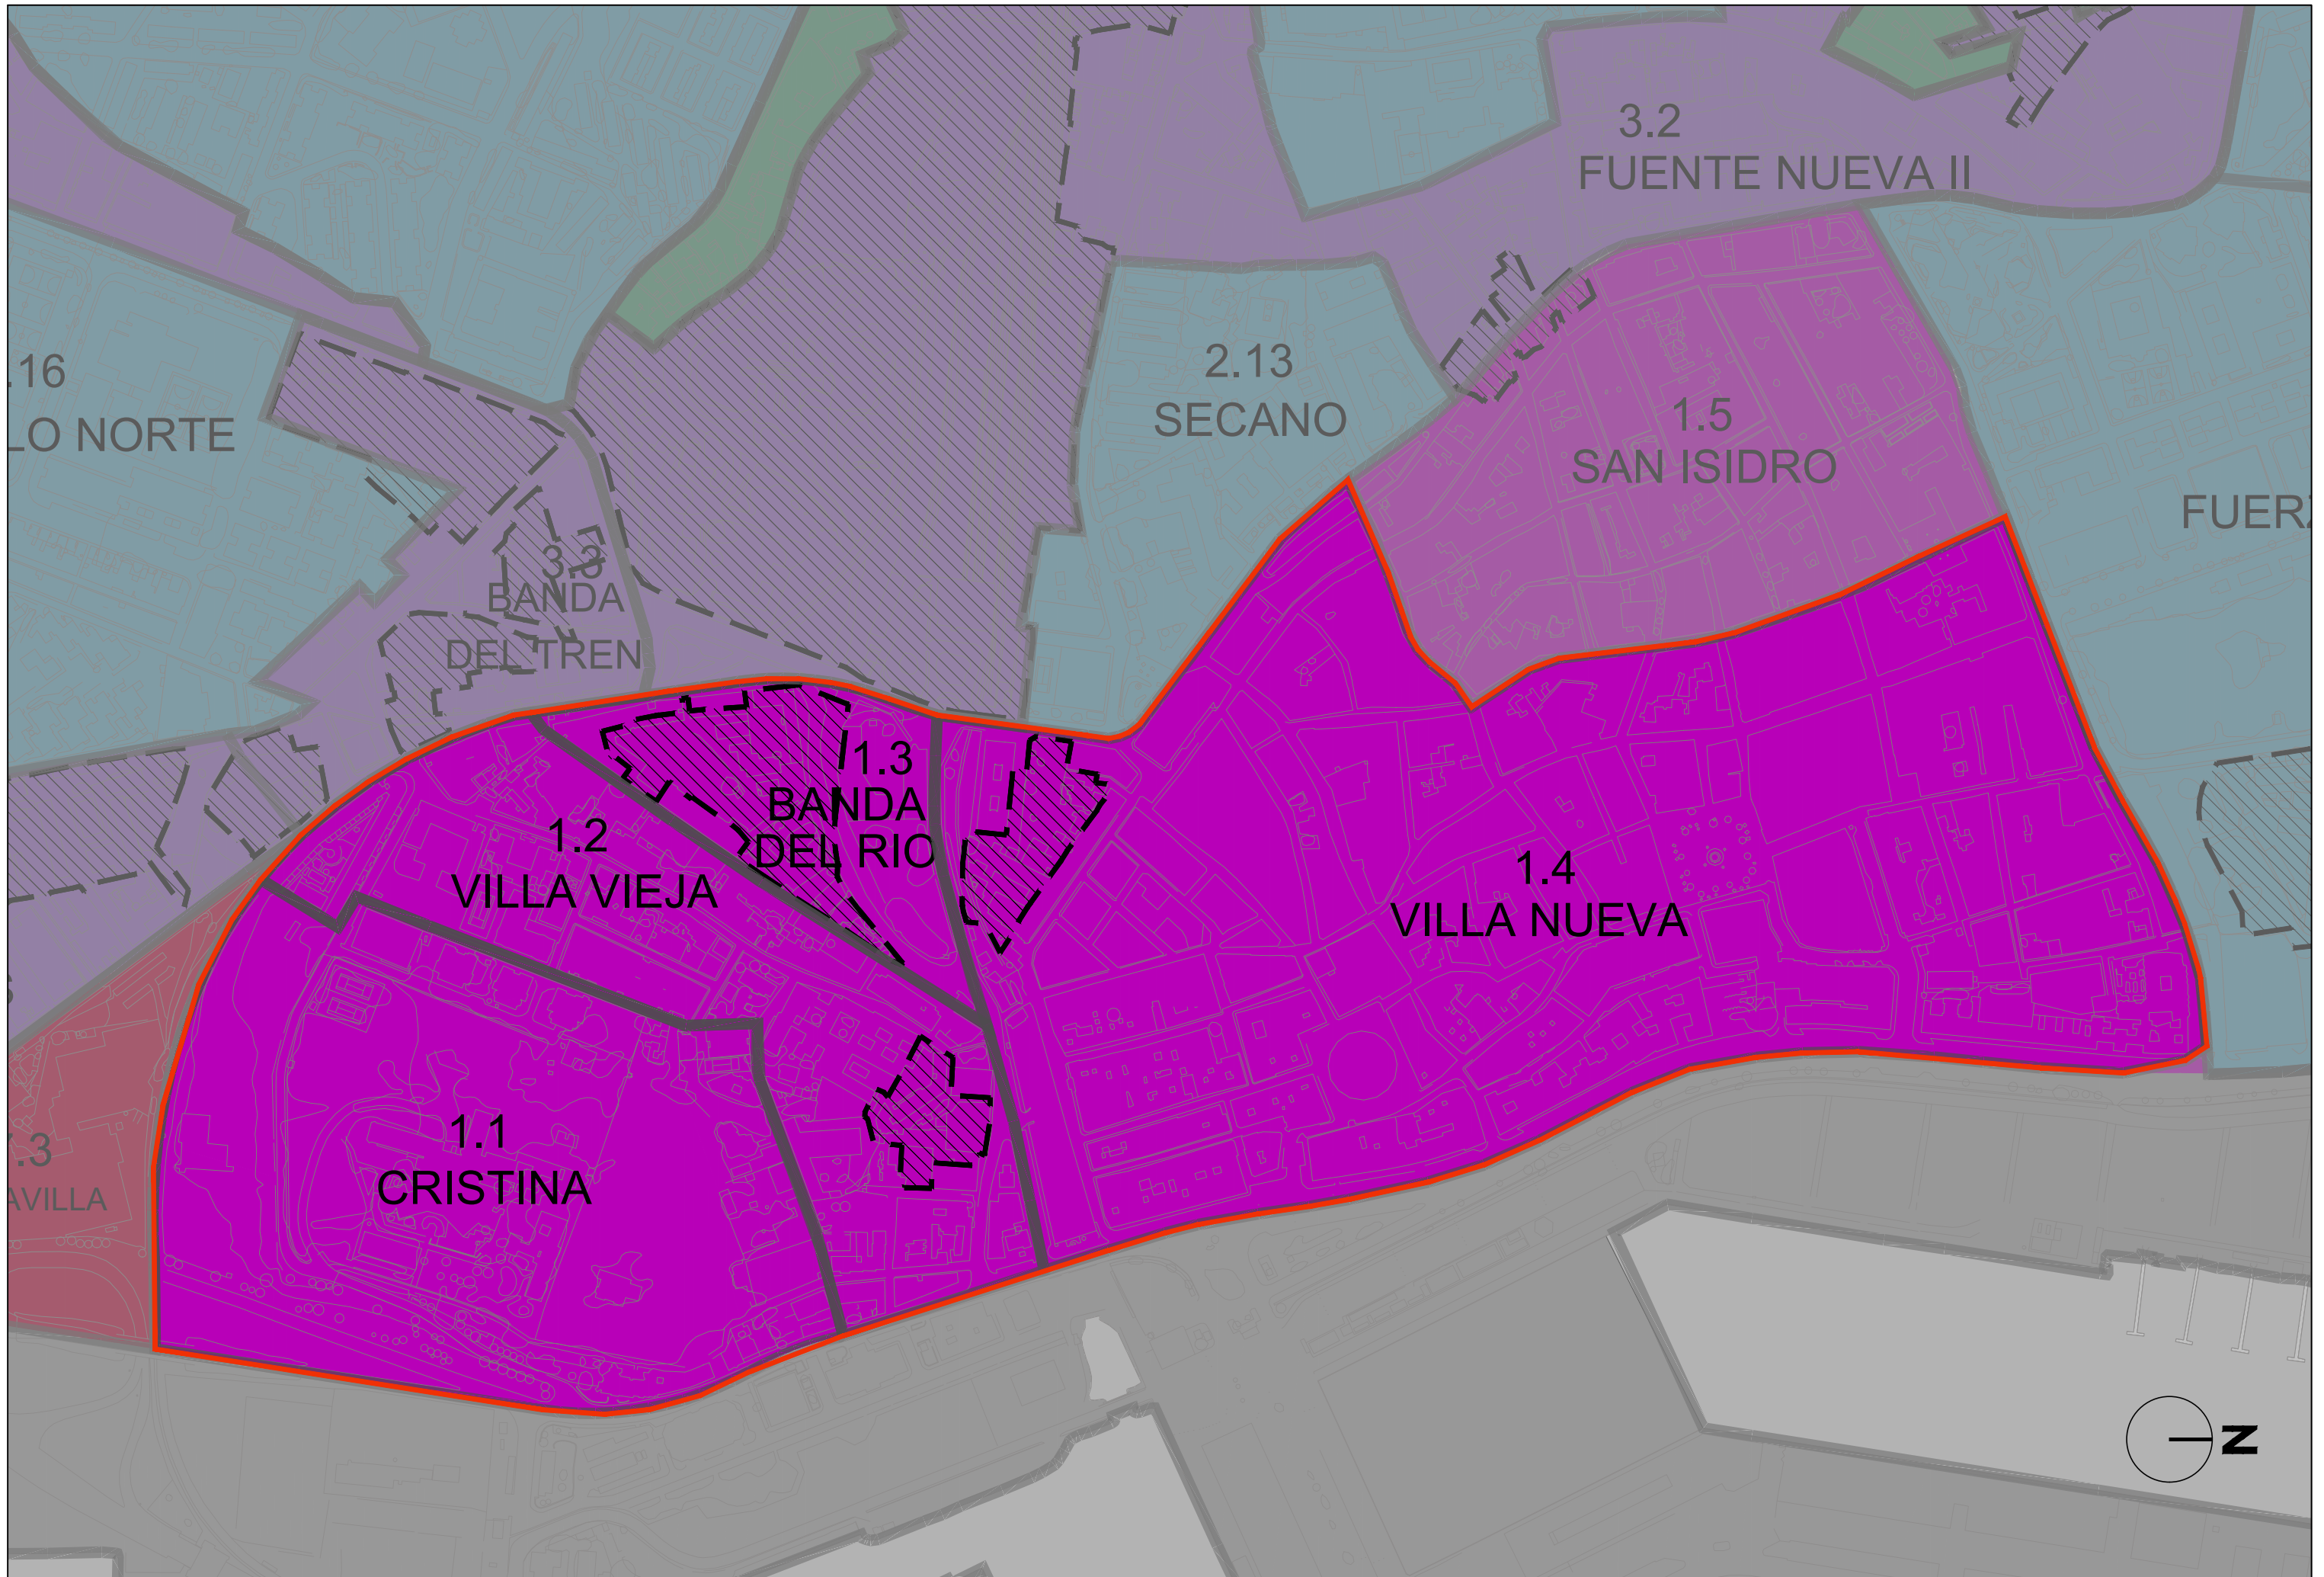 3.2
FUENTE NUEVA II
.16
LO NORTE
2.13
SECANO
1.5
SAN ISIDRO
FUERZ
3.3
BANDA
DEL TREN
1.3
BANDA
DEL RIO
1.2
VILLA VIEJA
1.4
VILLA NUEVA
1.1
CRISTINA
.3
AVILLA
N